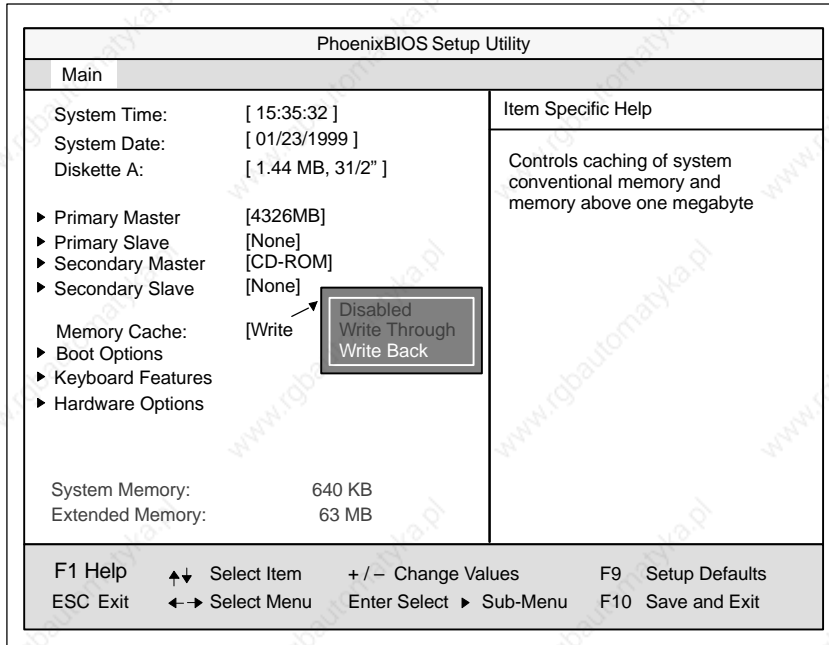 PhoenixBIOS Setup Utility
Main
System Time: [ 15:35:32 ]
System Date: [ 01/23/1999 ]
Diskette A: [ 1.44 MB, 31/2” ]
Primary Master [4326MB]
Primary Slave [None]
Secondary Master [CD-ROM]
Secondary Slave [None]
Memory Cache: [Write
Disabled
Write Through
Write Back
Boot Options
Keyboard Features
Hardware Options
System Memory: 640 KB
Extended Memory: 63 MB
Item Specific Help
Controls caching of system
conventional memory and
memory above one megabyte
F1 Help Select Item + / – Change Values F9 Setup Defaults
ESC Exit Select Menu Enter Select Sub-Menu F10 Save and Exit
www.rgbautomatyka.pl